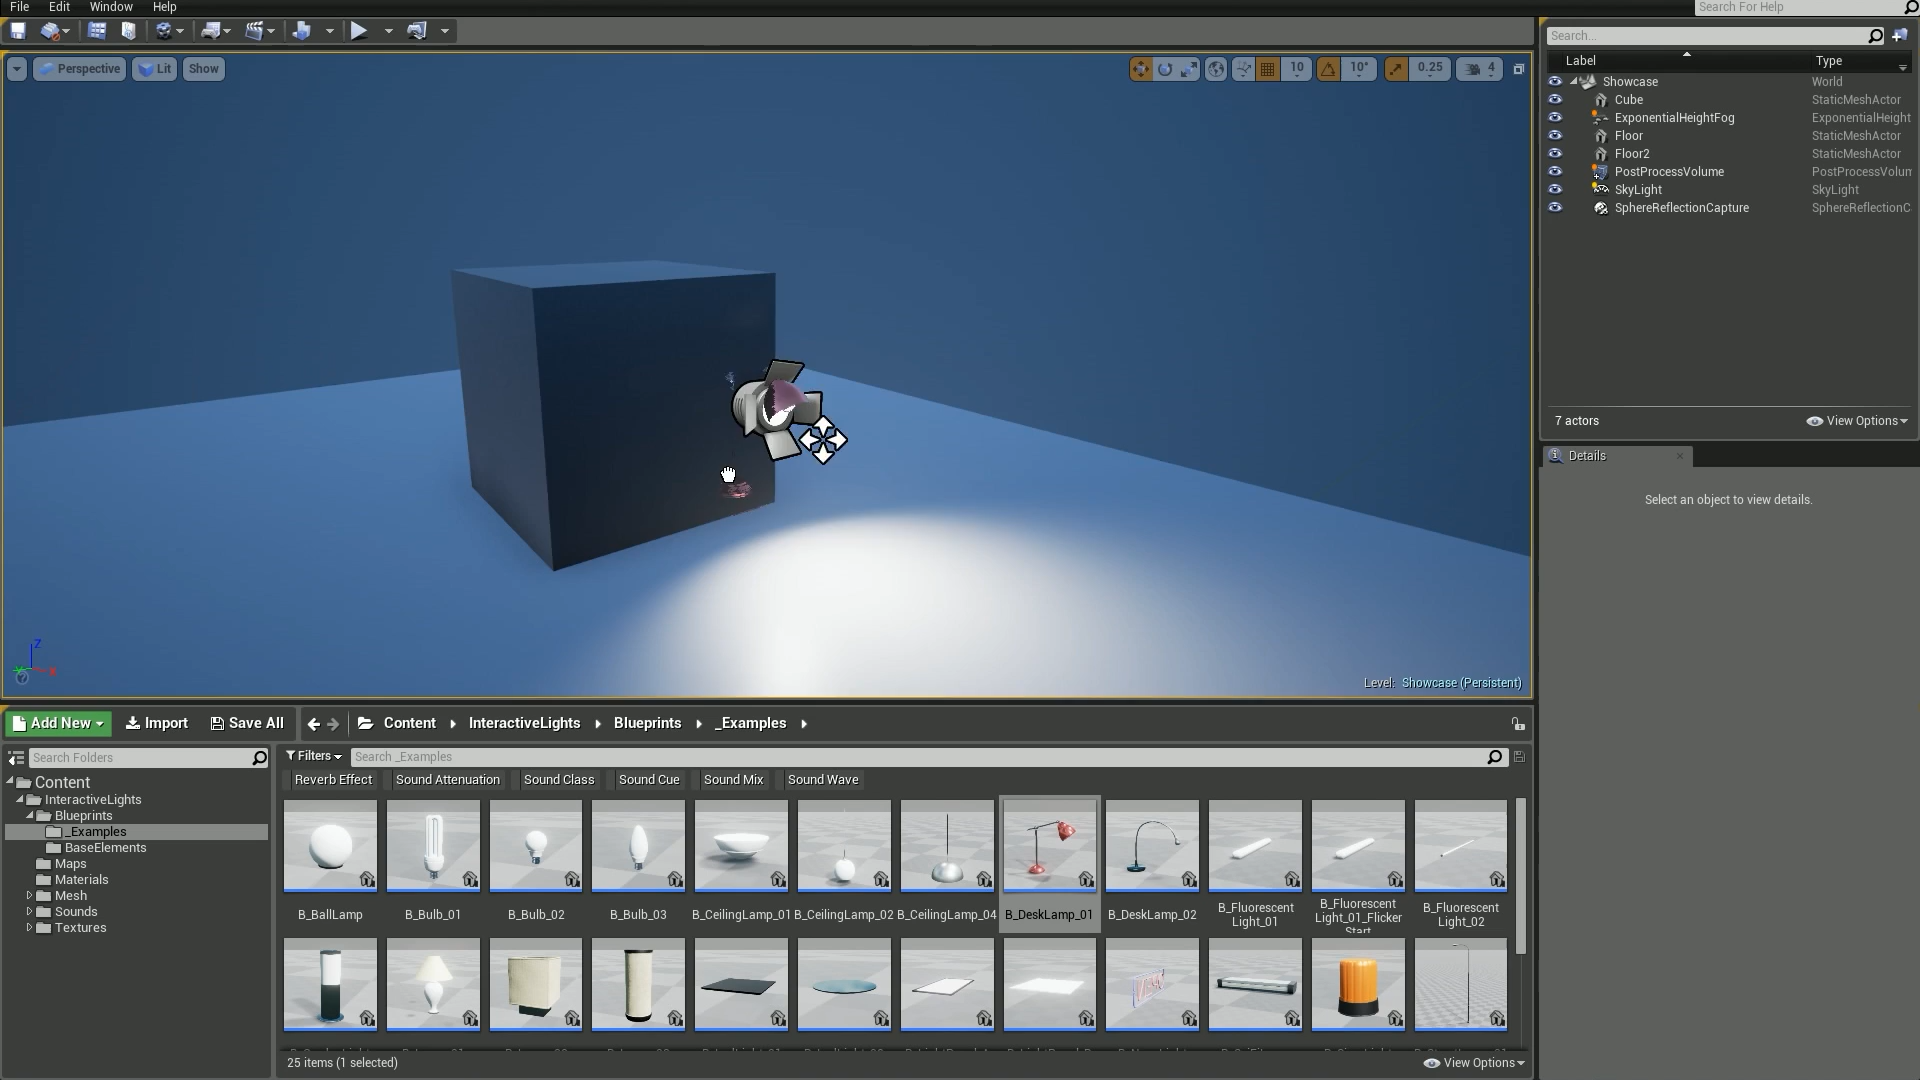 File Edit Window Help
Search For Help
Perspective Lit Show
10 10° 0.25 4
Search...
Label Type
Showcase World
Cube StaticMeshActor
ExponentialHeightFog ExponentialHeight
Floor StaticMeshActor
Floor2 StaticMeshActor
PostProcessVolume PostProcessVolum
SkyLight SkyLight
SphereReflectionCapture SphereReflectionC
7 actors View Options
Details
Select an object to view details.
Z
X
Level: Showcase (Persistent)
Add New Import Save All Content InteractiveLights Blueprints _Examples
Search Folders
Filters Search _Examples
Reverb Effect Sound Attenuation Sound Class Sound Cue Sound Mix Sound Wave
Content
InteractiveLights
Blueprints
_Examples
BaseElements
Maps
Materials
Mesh
Sounds
Textures
B_BallLamp B_Bulb_01 B_Bulb_02 B_Bulb_03 B_CeilingLamp_01 B_CeilingLamp_02 B_CeilingLamp_04 B_DeskLamp_01 B_DeskLamp_02
B_Fluorescent
Light_01
B_Fluorescent
Light_01_Flicker
Start
B_Fluorescent
Light_02
25 items (1 selected) View Options